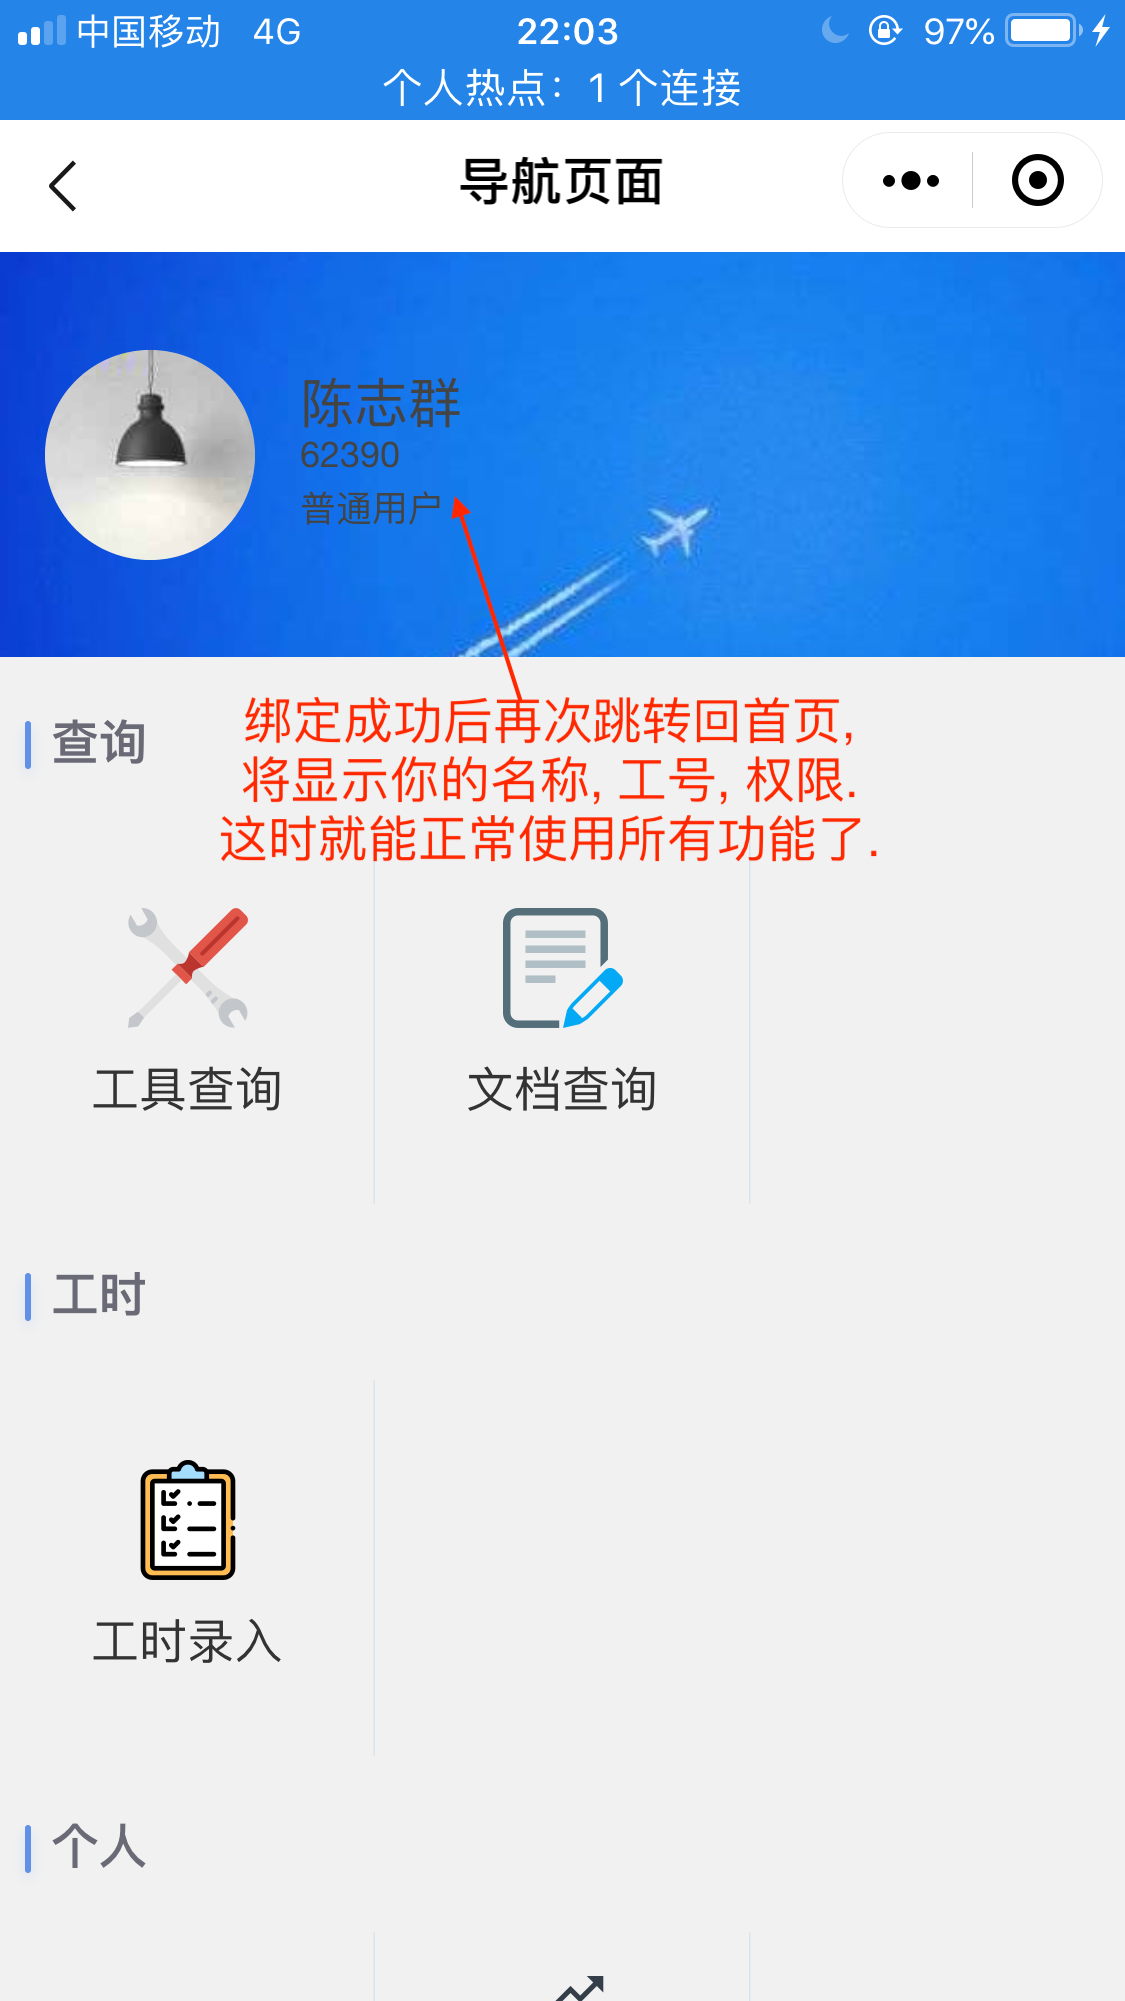 中国移动 4G 22:03 97%
个人热点：1 个连接
导航页面
陈志群
62390
普通用户
绑定成功后再次跳转回首页,
将显示你的名称, 工号, 权限.
这时就能正常使用所有功能了.
查询
工具查询 文档查询
工时
工时录入
个人